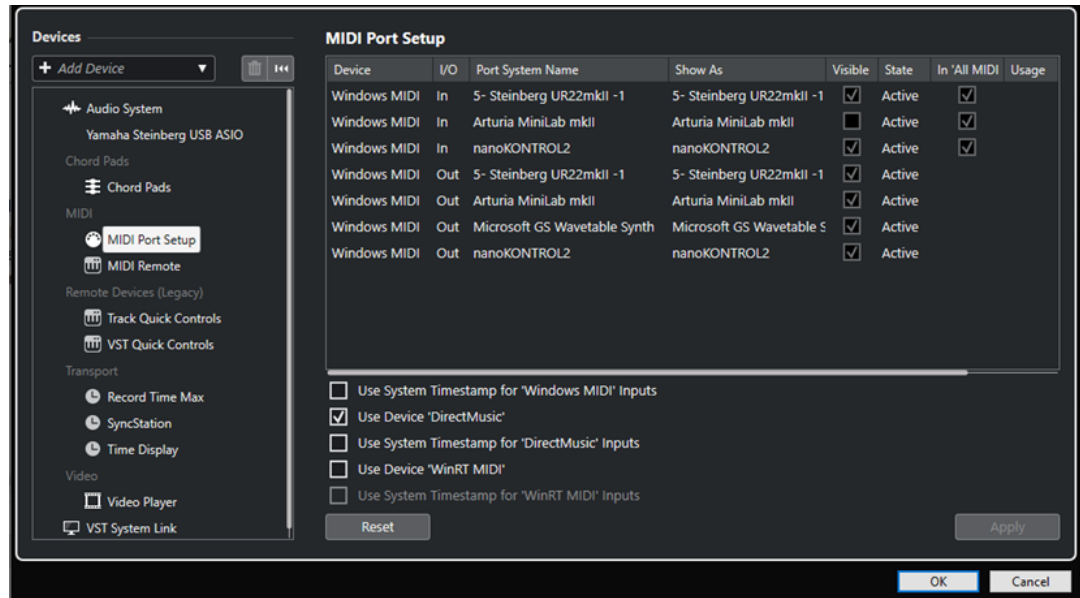 Devices
+ Add Device
Audio System
Yamaha Steinberg USB ASIO
Chord Pads
Chord Pads
MIDI
MIDI Port Setup
MIDI Remote
Remote Devices (Legacy)
Track Quick Controls
VST Quick Controls
Transport
Record Time Max
SyncStation
Time Display
Video
Video Player
VST System Link
MIDI Port Setup
Device I/O Port System Name Show As Visible State In 'All MIDI Usage
Windows MIDI In 5- Steinberg UR22mkII -1 5- Steinberg UR22mkII -1 Active
Windows MIDI In Arturia MiniLab mkII Arturia MiniLab mkII Active
Windows MIDI In nanoKONTROL2 nanoKONTROL2 Active
Windows MIDI Out 5- Steinberg UR22mkII -1 5- Steinberg UR22mkII -1 Active
Windows MIDI Out Arturia MiniLab mkII Arturia MiniLab mkII Active
Windows MIDI Out Microsoft GS Wavetable Synth Microsoft GS Wavetable S Active
Windows MIDI Out nanoKONTROL2 nanoKONTROL2 Active
Use System Timestamp for 'Windows MIDI' Inputs
Use Device 'DirectMusic'
Use System Timestamp for 'DirectMusic' Inputs
Use Device 'WinRT MIDI'
Use System Timestamp for 'WinRT MIDI' Inputs
Reset Apply
OK Cancel